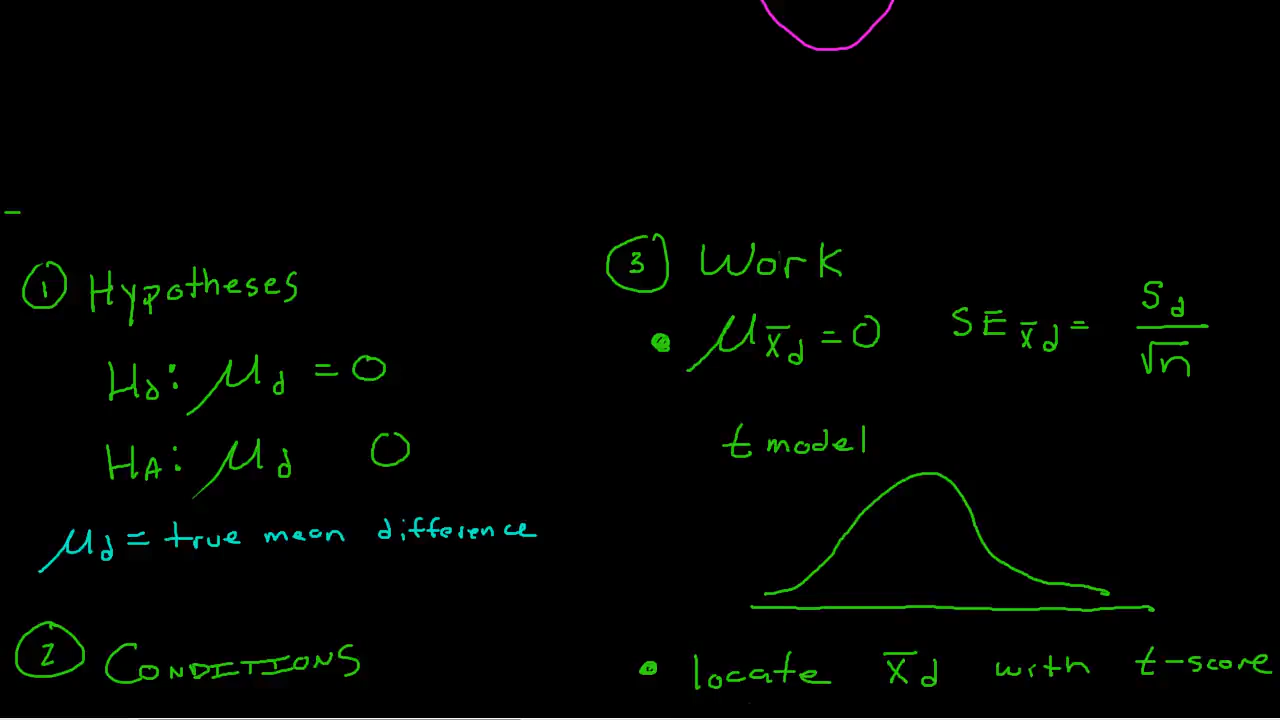 ① Hypotheses
H₀: μd = 0
HA: μd 0
μd = true mean difference
② CONDITIONS
③ Work
• μx̄d = 0 SEx̄d = sd/√n
t model
• locate x̄d with t-score